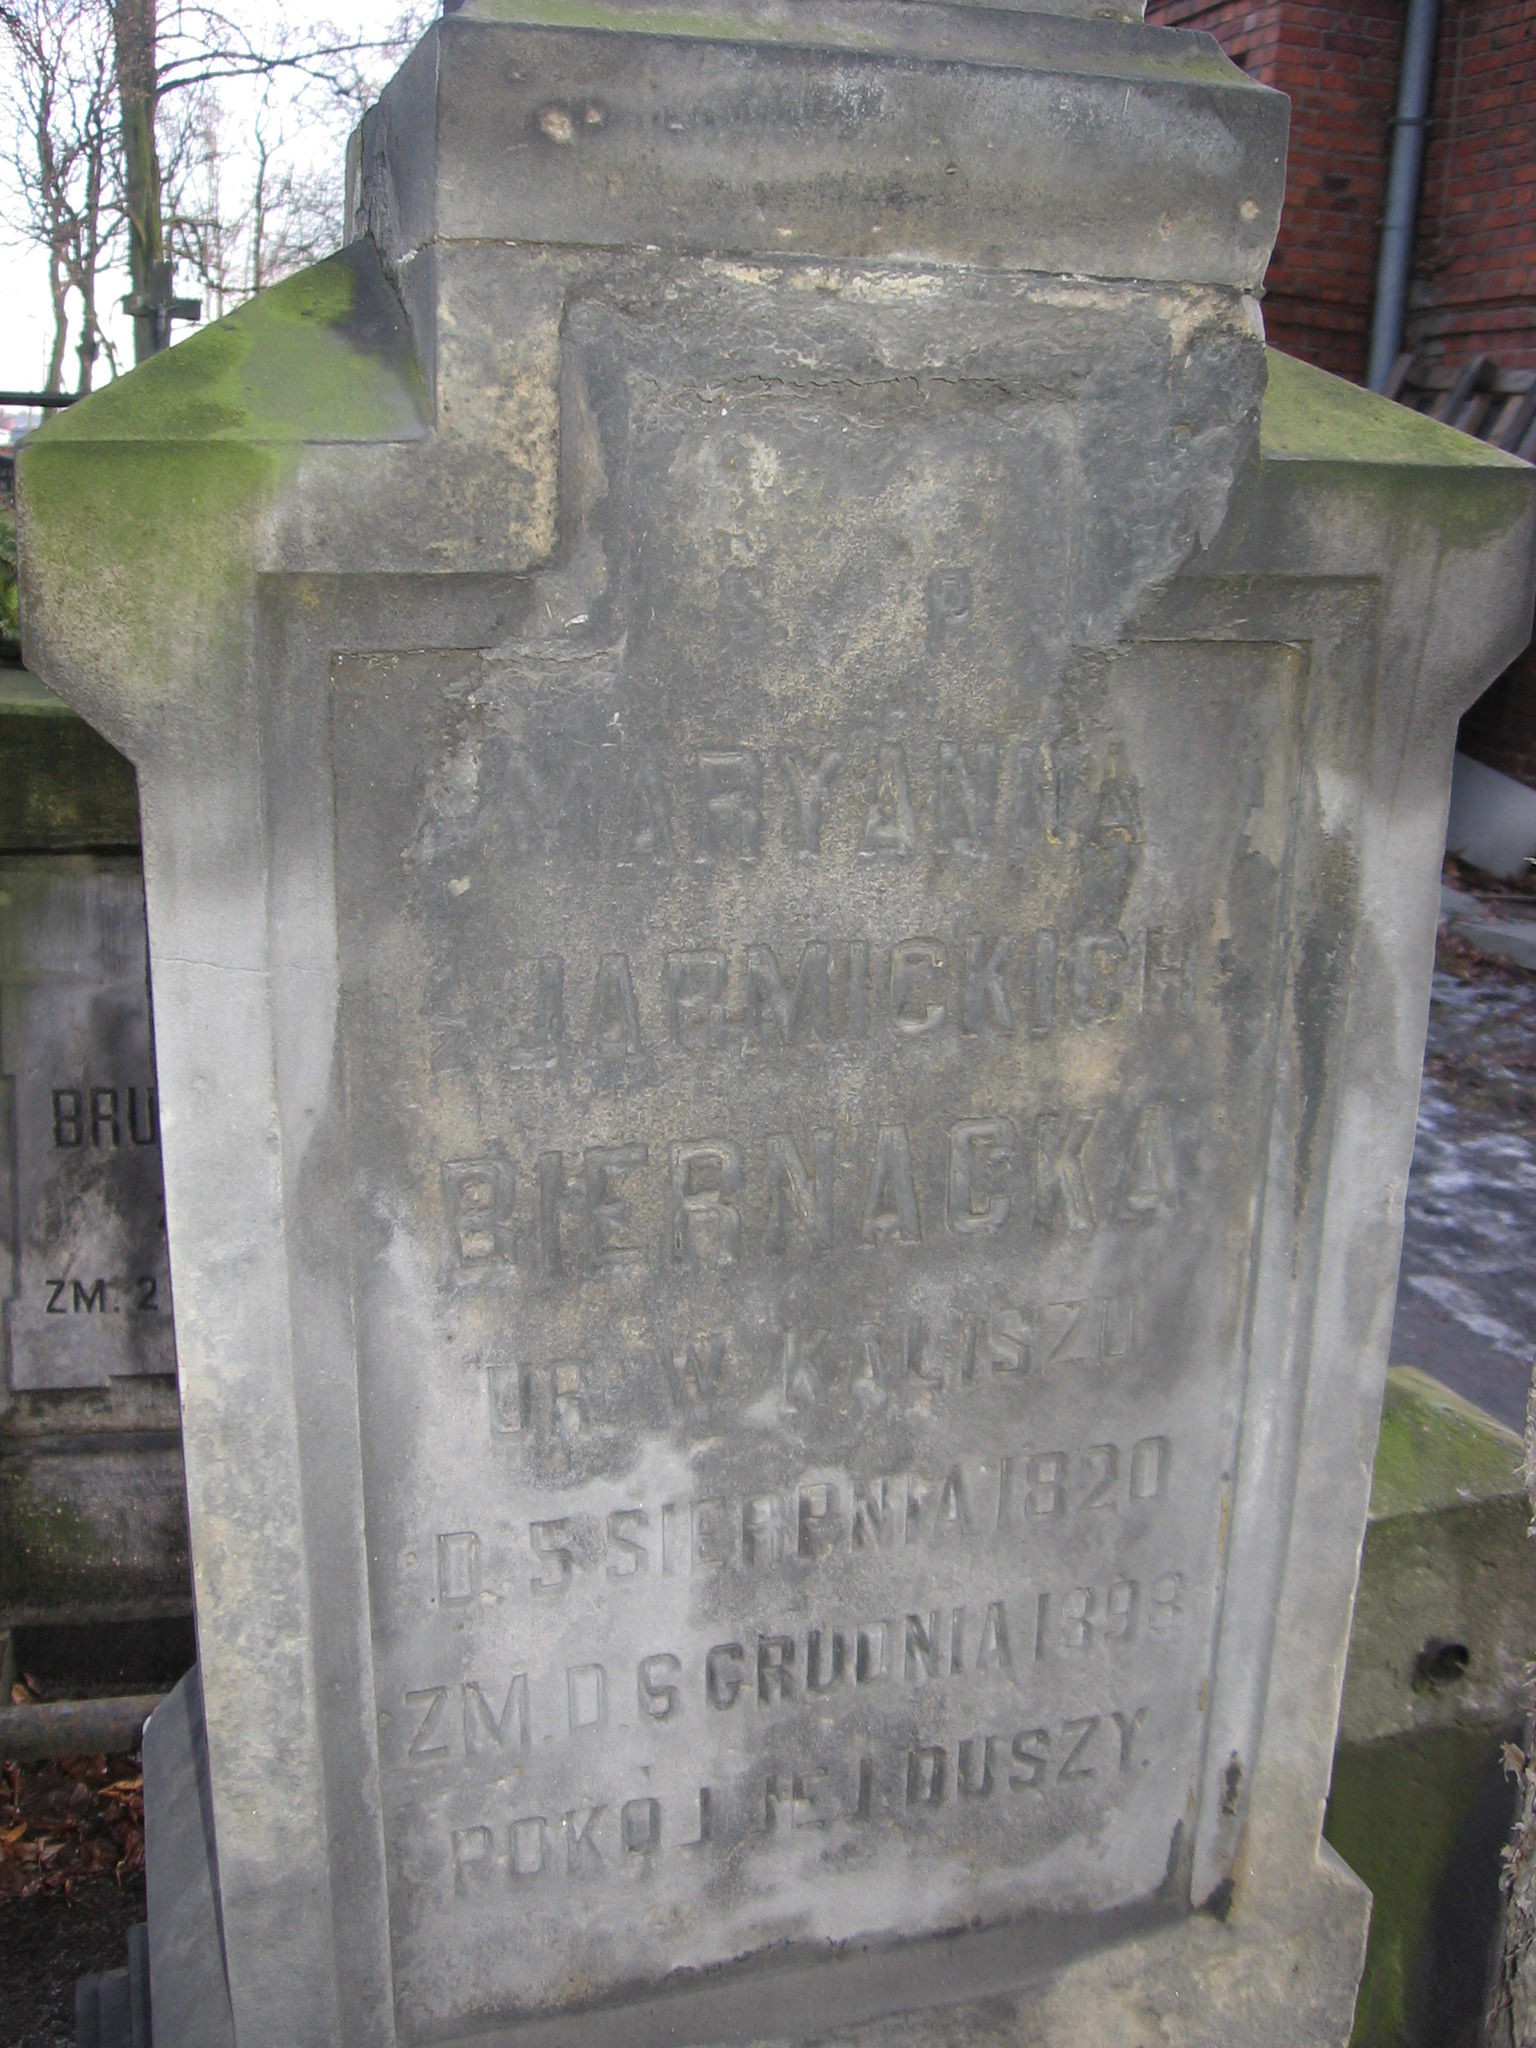 Ś. P.
MARYANNA
Z JARMICKICH
BIERNACKA
UR. W KALISZU
D. 5 SIERPNIA 1820
ZM. D. 6 GRUDNIA 1898
POKÓJ JEJ DUSZY.
BRU
ZM. 2